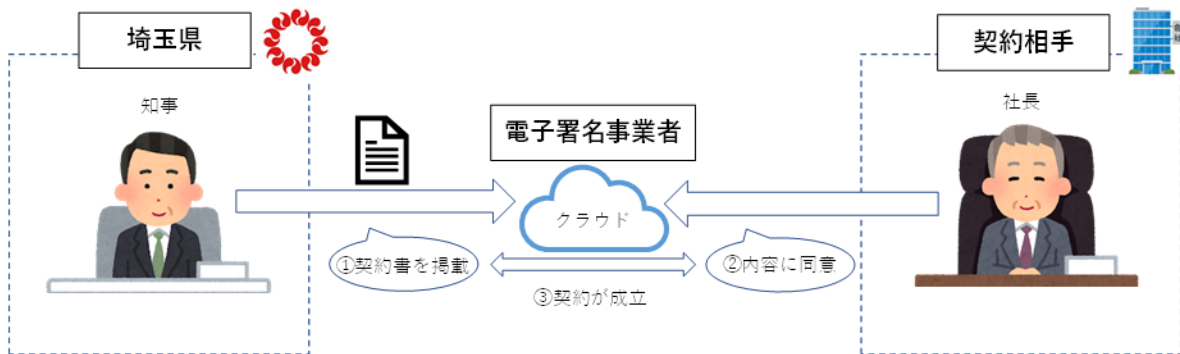 埼玉県
契約相手
知事
社長
電子署名事業者
クラウド
①契約書を掲載
②内容に同意
③契約が成立